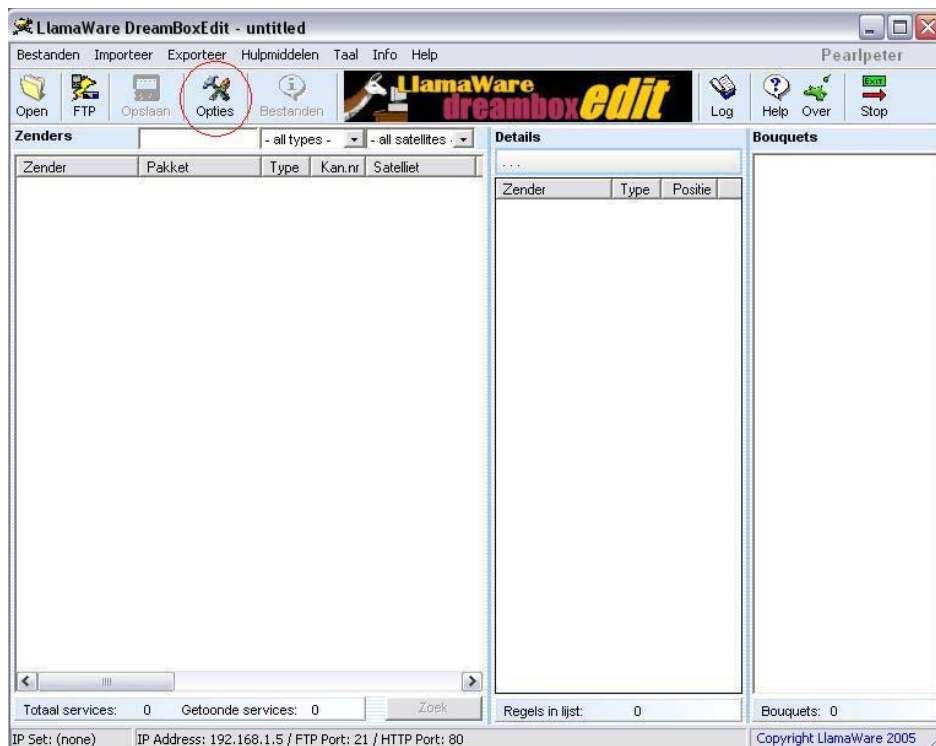 LlamaWare DreamBoxEdit - untitled
Bestanden Importeer Exporteer Hulpmiddelen Taal Info Help Pearlpeter
Open FTP Opslaan Opties Bestanden LlamaWare dreambox edit Log Help Over EXIT Stop
Zenders - all types - - all satellites - Details Bouquets
Zender Pakket Type Kan.nr Satelliet ...
Zender Type Positie
Totaal services: 0 Getoonde services: 0 Zoek Regels in lijst: 0 Bouquets: 0
IP Set: (none) IP Address: 192.168.1.5 / FTP Port: 21 / HTTP Port: 80 Copyright LlamaWare 2005